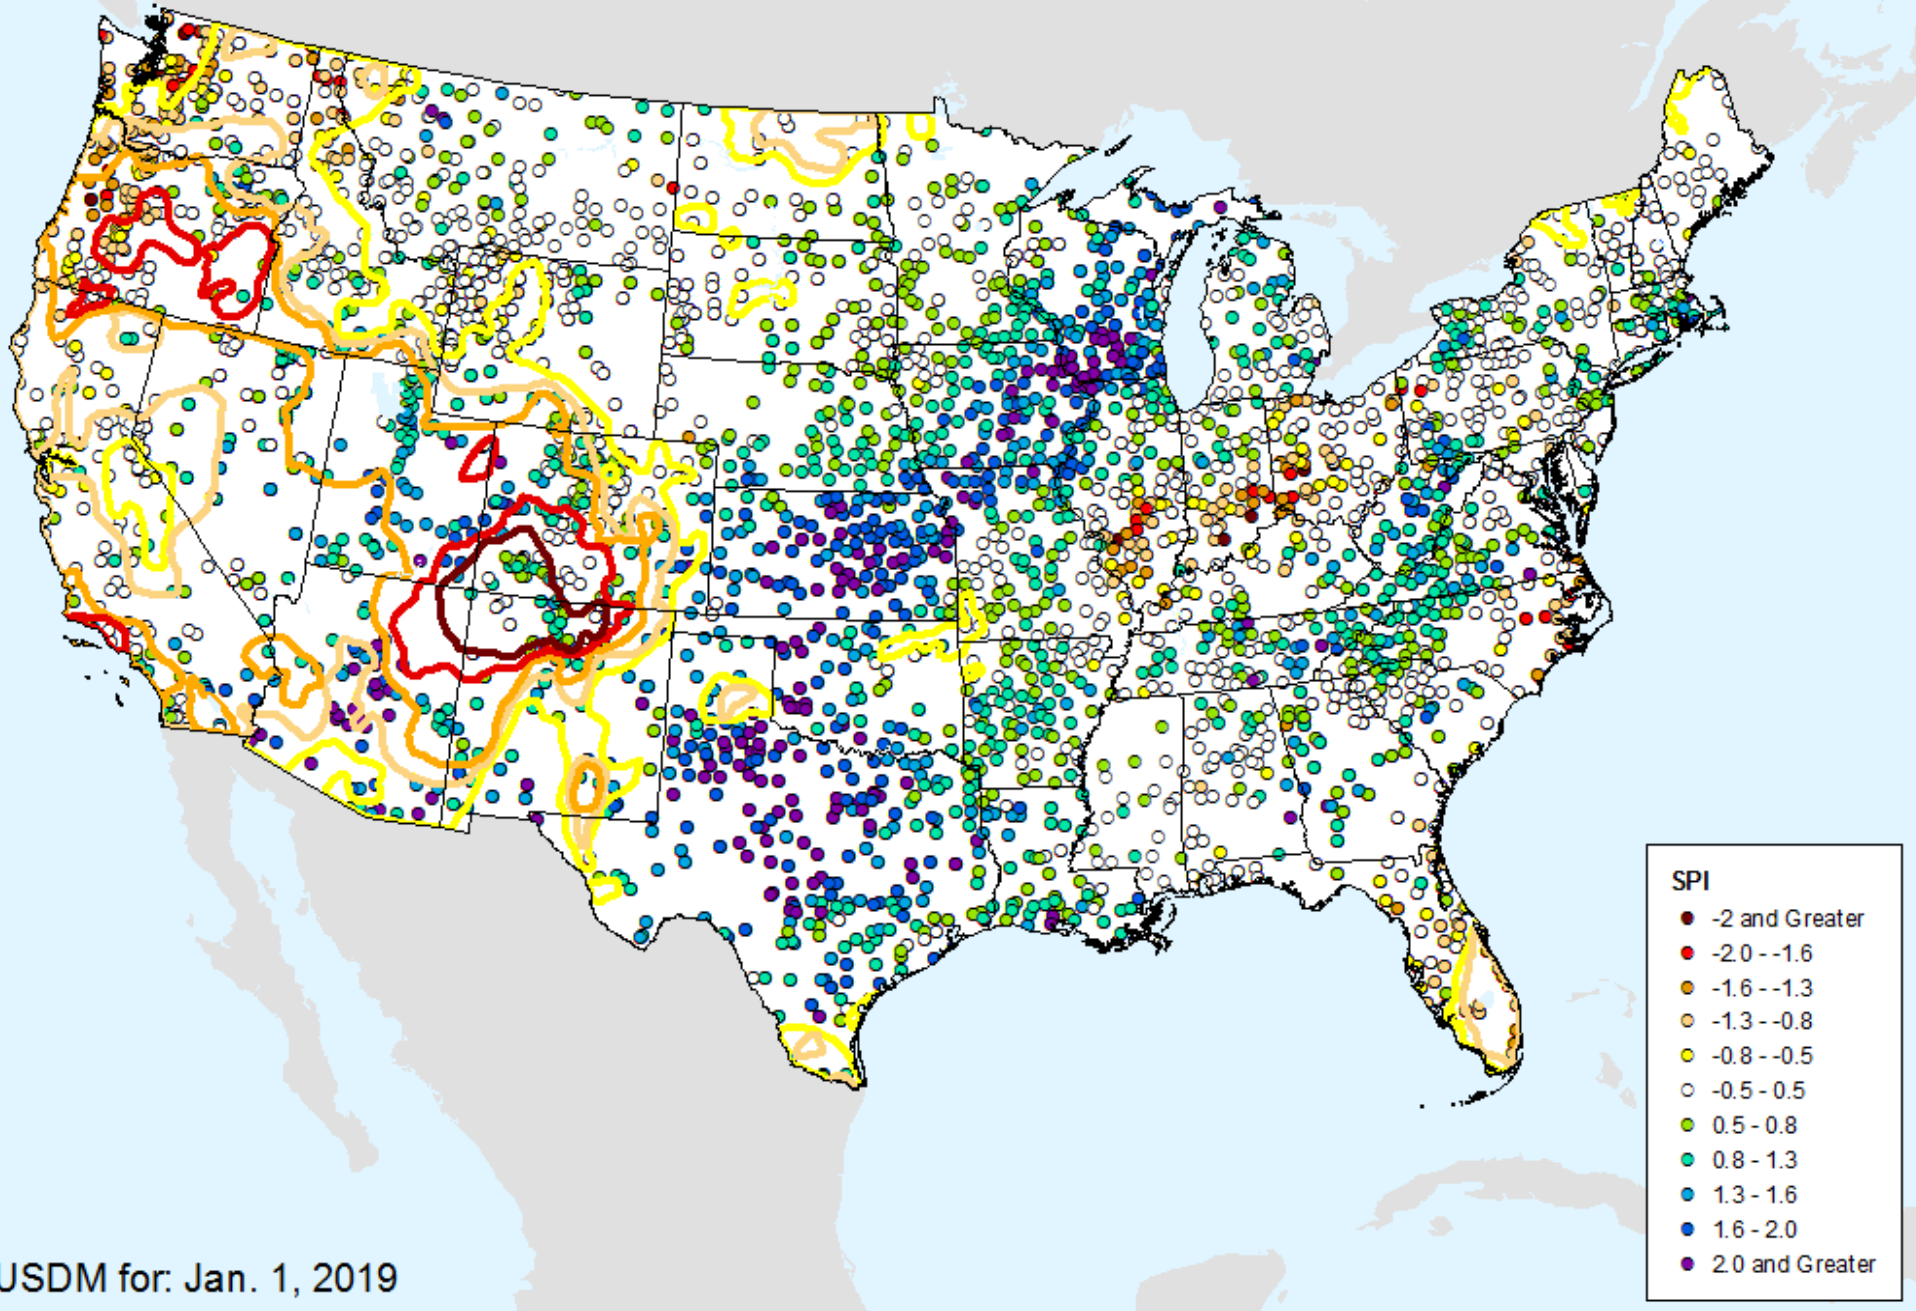 SPI
-2 and Greater
-2.0 - -1.6
-1.6 - -1.3
-1.3 - -0.8
-0.8 - -0.5
-0.5 - 0.5
0.5 - 0.8
0.8 - 1.3
1.3 - 1.6
1.6 - 2.0
2.0 and Greater
USDM for: Jan. 1, 2019